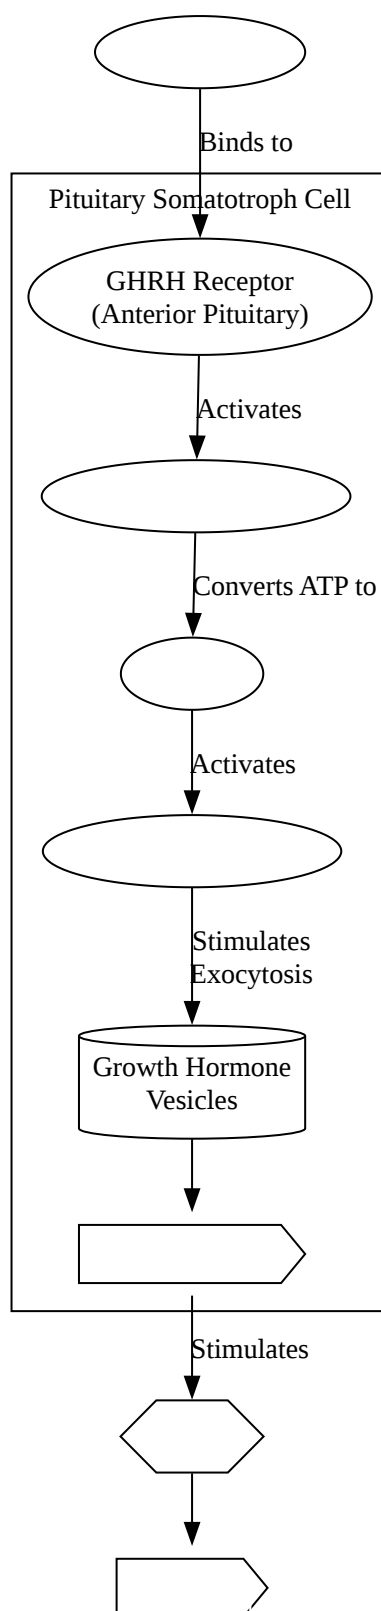 Binds to
Pituitary Somatotroph Cell
GHRH Receptor
(Anterior Pituitary)
Activates
Converts ATP to
Activates
Stimulates
Exocytosis
Growth Hormone
Vesicles
Stimulates